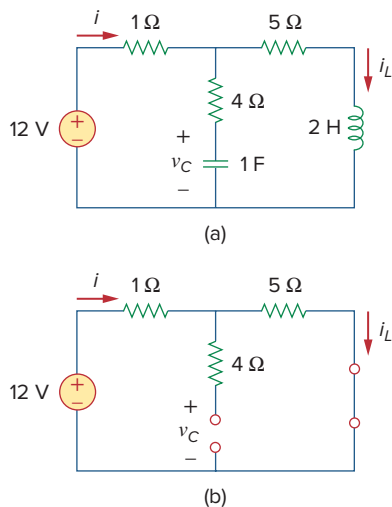 i 1 Ω 5 Ω
i_L
4 Ω
12 V + − + v_C − 1 F 2 H
(a)
i 1 Ω 5 Ω
i_L
4 Ω
12 V + − + v_C −
(b)